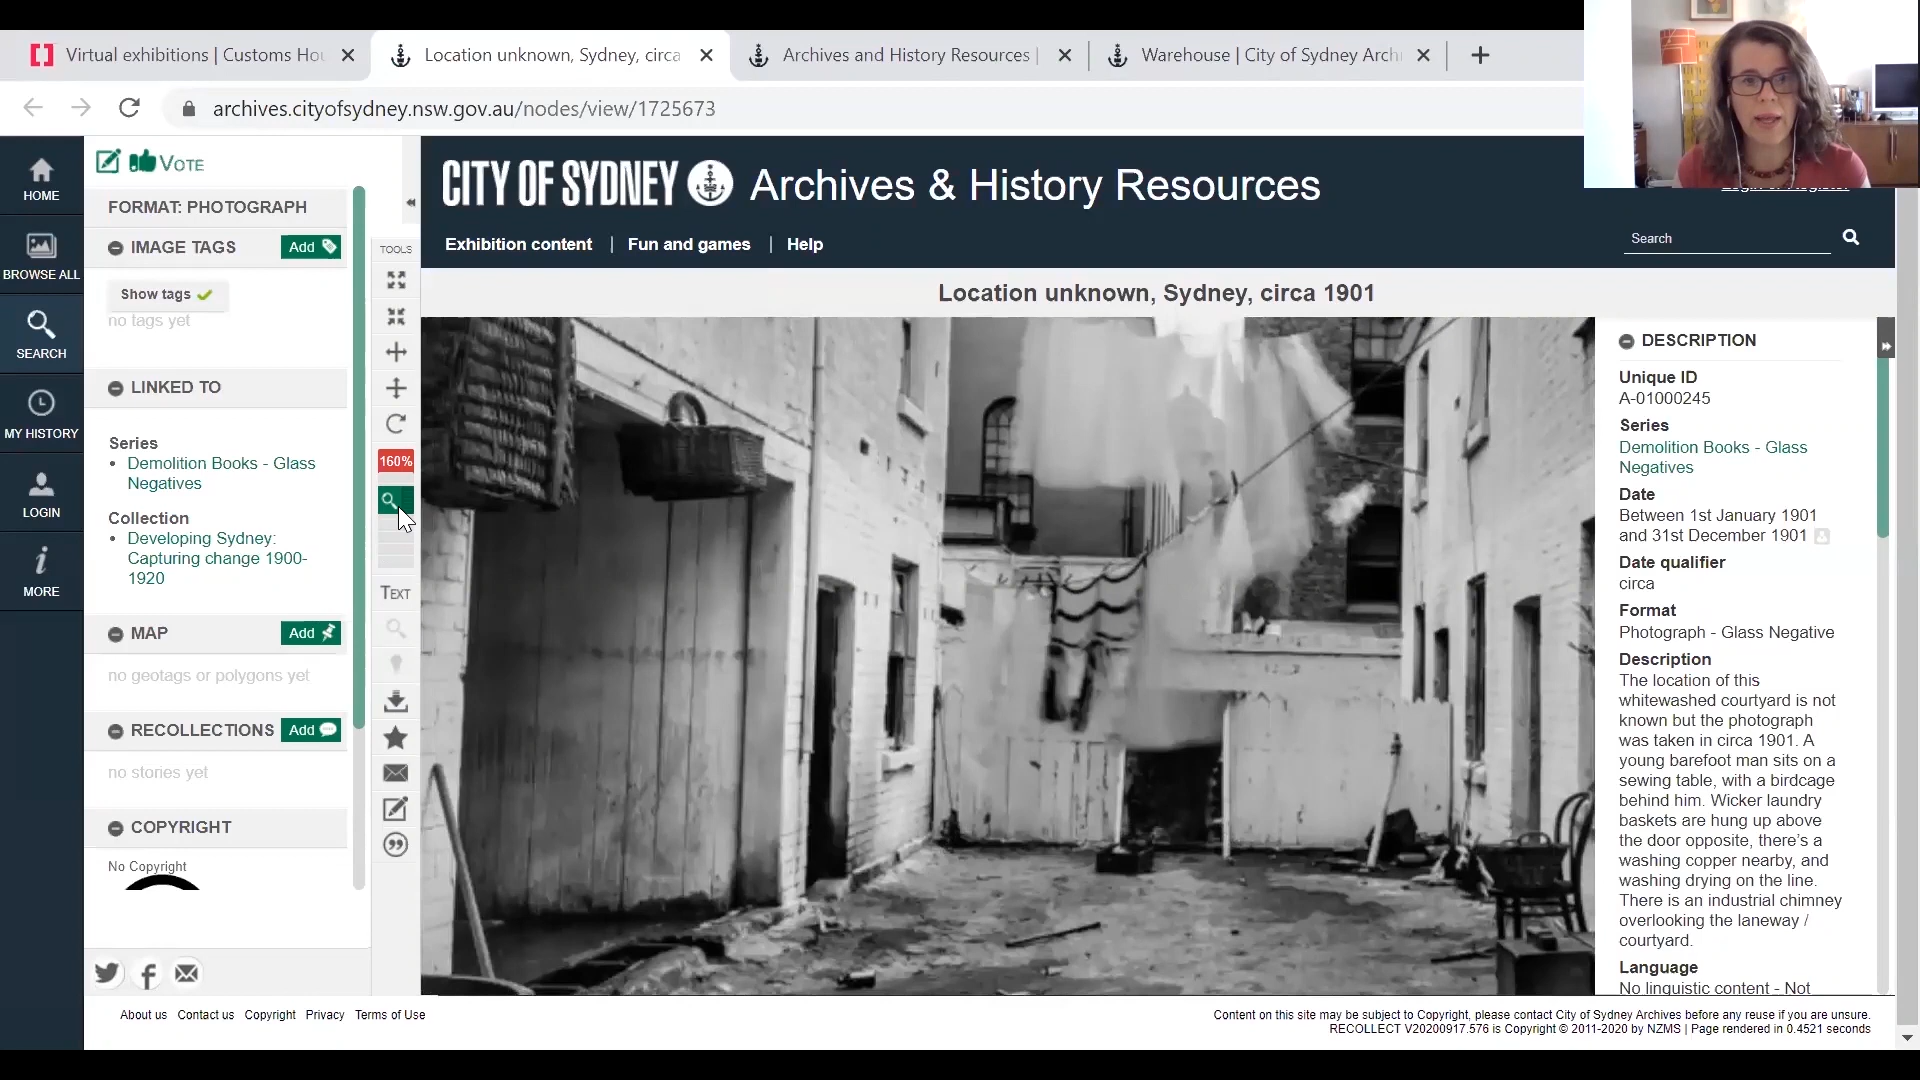 Virtual exhibitions | Customs Hou
Location unknown, Sydney, circa
Archives and History Resources |
Warehouse | City of Sydney Archi
archives.cityofsydney.nsw.gov.au/nodes/view/1725673
HOME
BROWSE ALL
SEARCH
MY HISTORY
LOGIN
MORE
VOTE
FORMAT: PHOTOGRAPH
IMAGE TAGS Add
Show tags
no tags yet
LINKED TO
Series
Demolition Books - Glass
Negatives
Collection
Developing Sydney:
Capturing change 1900-
1920
MAP Add
no geotags or polygons yet
RECOLLECTIONS Add
no stories yet
COPYRIGHT
No Copyright
TOOLS
160%
TEXT
CITY OF SYDNEY Archives & History Resources
Login or Register
Exhibition content | Fun and games | Help
Search
Location unknown, Sydney, circa 1901
DESCRIPTION
Unique ID
A-01000245
Series
Demolition Books - Glass
Negatives
Date
Between 1st January 1901
and 31st December 1901
Date qualifier
circa
Format
Photograph - Glass Negative
Description
The location of this
whitewashed courtyard is not
known but the photograph
was taken in circa 1901. A
young barefoot man sits on a
sewing table, with a birdcage
behind him. Wicker laundry
baskets are hung up above
the door opposite, there's a
washing copper nearby, and
washing drying on the line.
There is an industrial chimney
overlooking the laneway /
courtyard.
Language
No linguistic content - Not
About us Contact us Copyright Privacy Terms of Use
Content on this site may be subject to Copyright, please contact City of Sydney Archives before any reuse if you are unsure.
RECOLLECT V20200917.576 is Copyright © 2011-2020 by NZMS | Page rendered in 0.4521 seconds